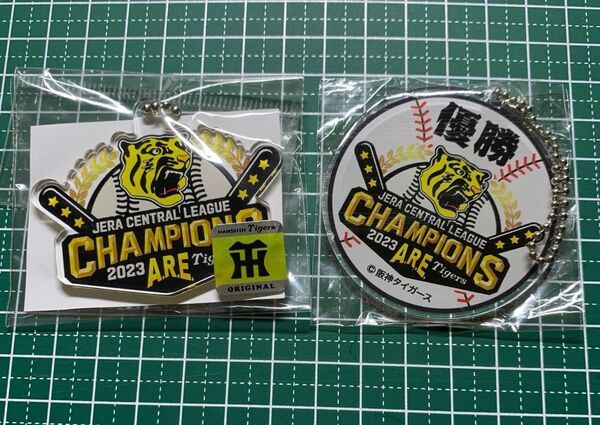 JERA CENTRAL LEAGUE
CHAMPIONS
2023 ARE Tig
HANSHIN Tigers
ORIGINAL
優勝
JERA CENTRAL LEAGUE
CHAMPIONS
2023 ARE Tigers
©阪神タイガース